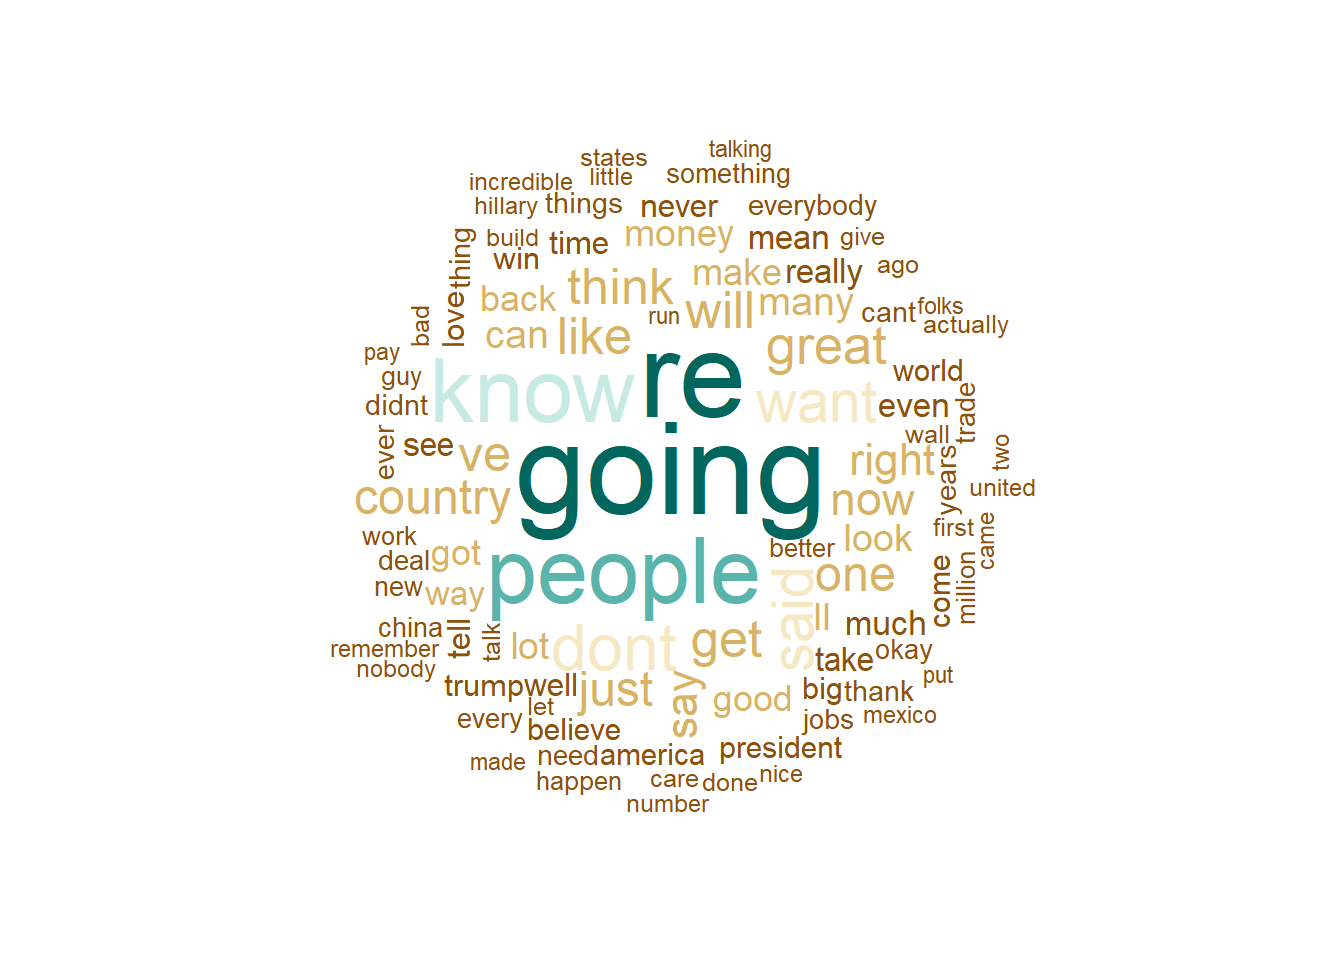 talking
states
something
incredible little
hillary things never everybody
build time money mean give
win thing
back think make really ago
love run will many cant folks
bad can like actually
pay re great
guy know want world
didnt even trade
ever see ve going right wall two
country now years united
work first came
deal got better look
new way people one come million
china tell talk lot dont said ll much
remember get take okay
nobody trumpwell just say good bigthank put
every let jobs mexico
believe
made needamerica president
happen care done nice
number